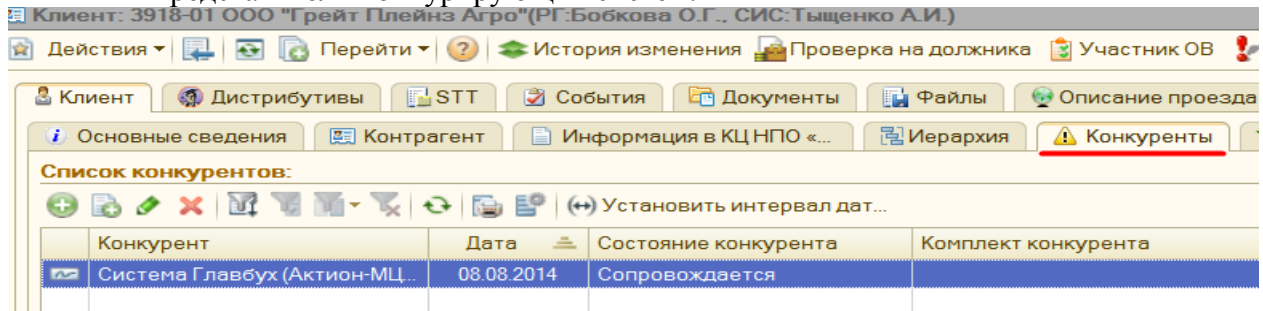 Клиент: 3918-01 ООО "Грейт Плейнз Агро"(РГ:Бобкова О.Г., СИС:Тыщенко А.И.)
Действия Перейти История изменения Проверка на должника Участник ОВ
Клиент Дистрибутивы STT События Документы Файлы Описание проезда
Основные сведения Контрагент Информация в КЦ НПО «... Иерархия Конкуренты
Список конкурентов:
Установить интервал дат...
Конкурент Дата Состояние конкурента Комплект конкурента
Система Главбух (Актион-МЦ... 08.08.2014 Сопровождается